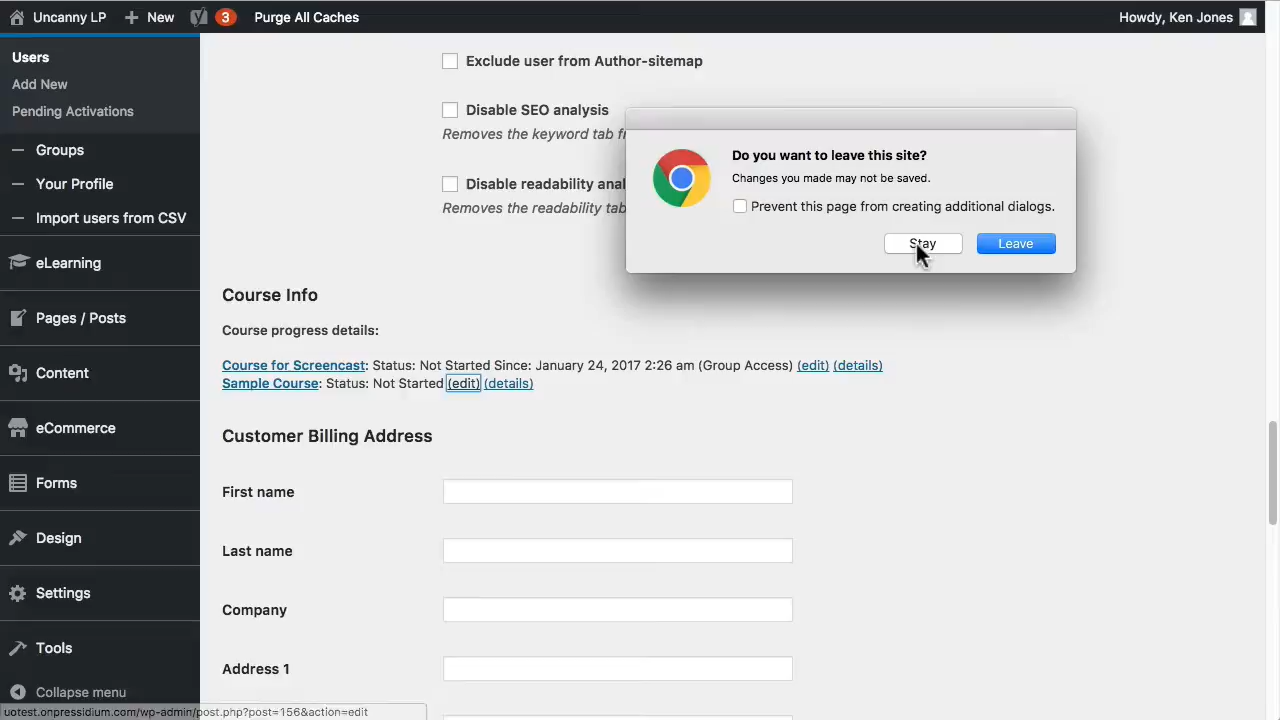 Uncanny LP
New
3
Purge All Caches
Howdy, Ken Jones
Users
Add New
Pending Activations
Groups
Your Profile
Import users from CSV
eLearning
Pages / Posts
Content
eCommerce
Forms
Design
Settings
Tools
Collapse menu
Exclude user from Author-sitemap
Disable SEO analysis
Removes the keyword tab
Disable readability
Removes the readability tab
Do you want to leave this site?
Changes you made may not be saved.
Prevent this page from creating additional dialogs.
Stay
Leave
Course Info
Course progress details:
Course for Screencast: Status: Not Started Since: January 24, 2017 2:26 am (Group Access) (edit) (details)
Sample Course: Status: Not Started (edit) (details)
Customer Billing Address
First name
Last name
Company
Address 1
uotest.onpressidium.com/wp-admin/post.php?post=156&action=edit